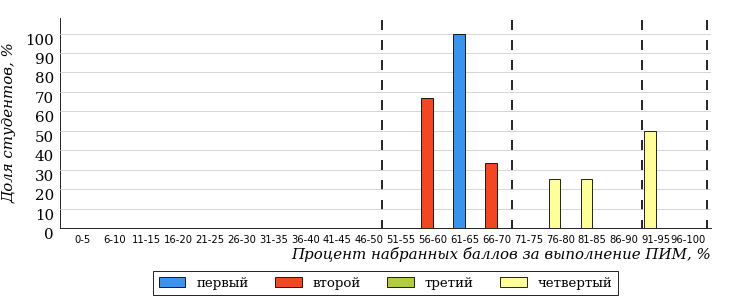 Доля студентов, %
100
90
80
70
60
50
40
30
20
10
0
0-5 6-10 11-15 16-20 21-25 26-30 31-35 36-40 41-45 46-50 51-55 56-60 61-65 66-70 71-75 76-80 81-85 86-90 91-95 96-100
Процент набранных баллов за выполнение ПИМ, %
первый второй третий четвертый